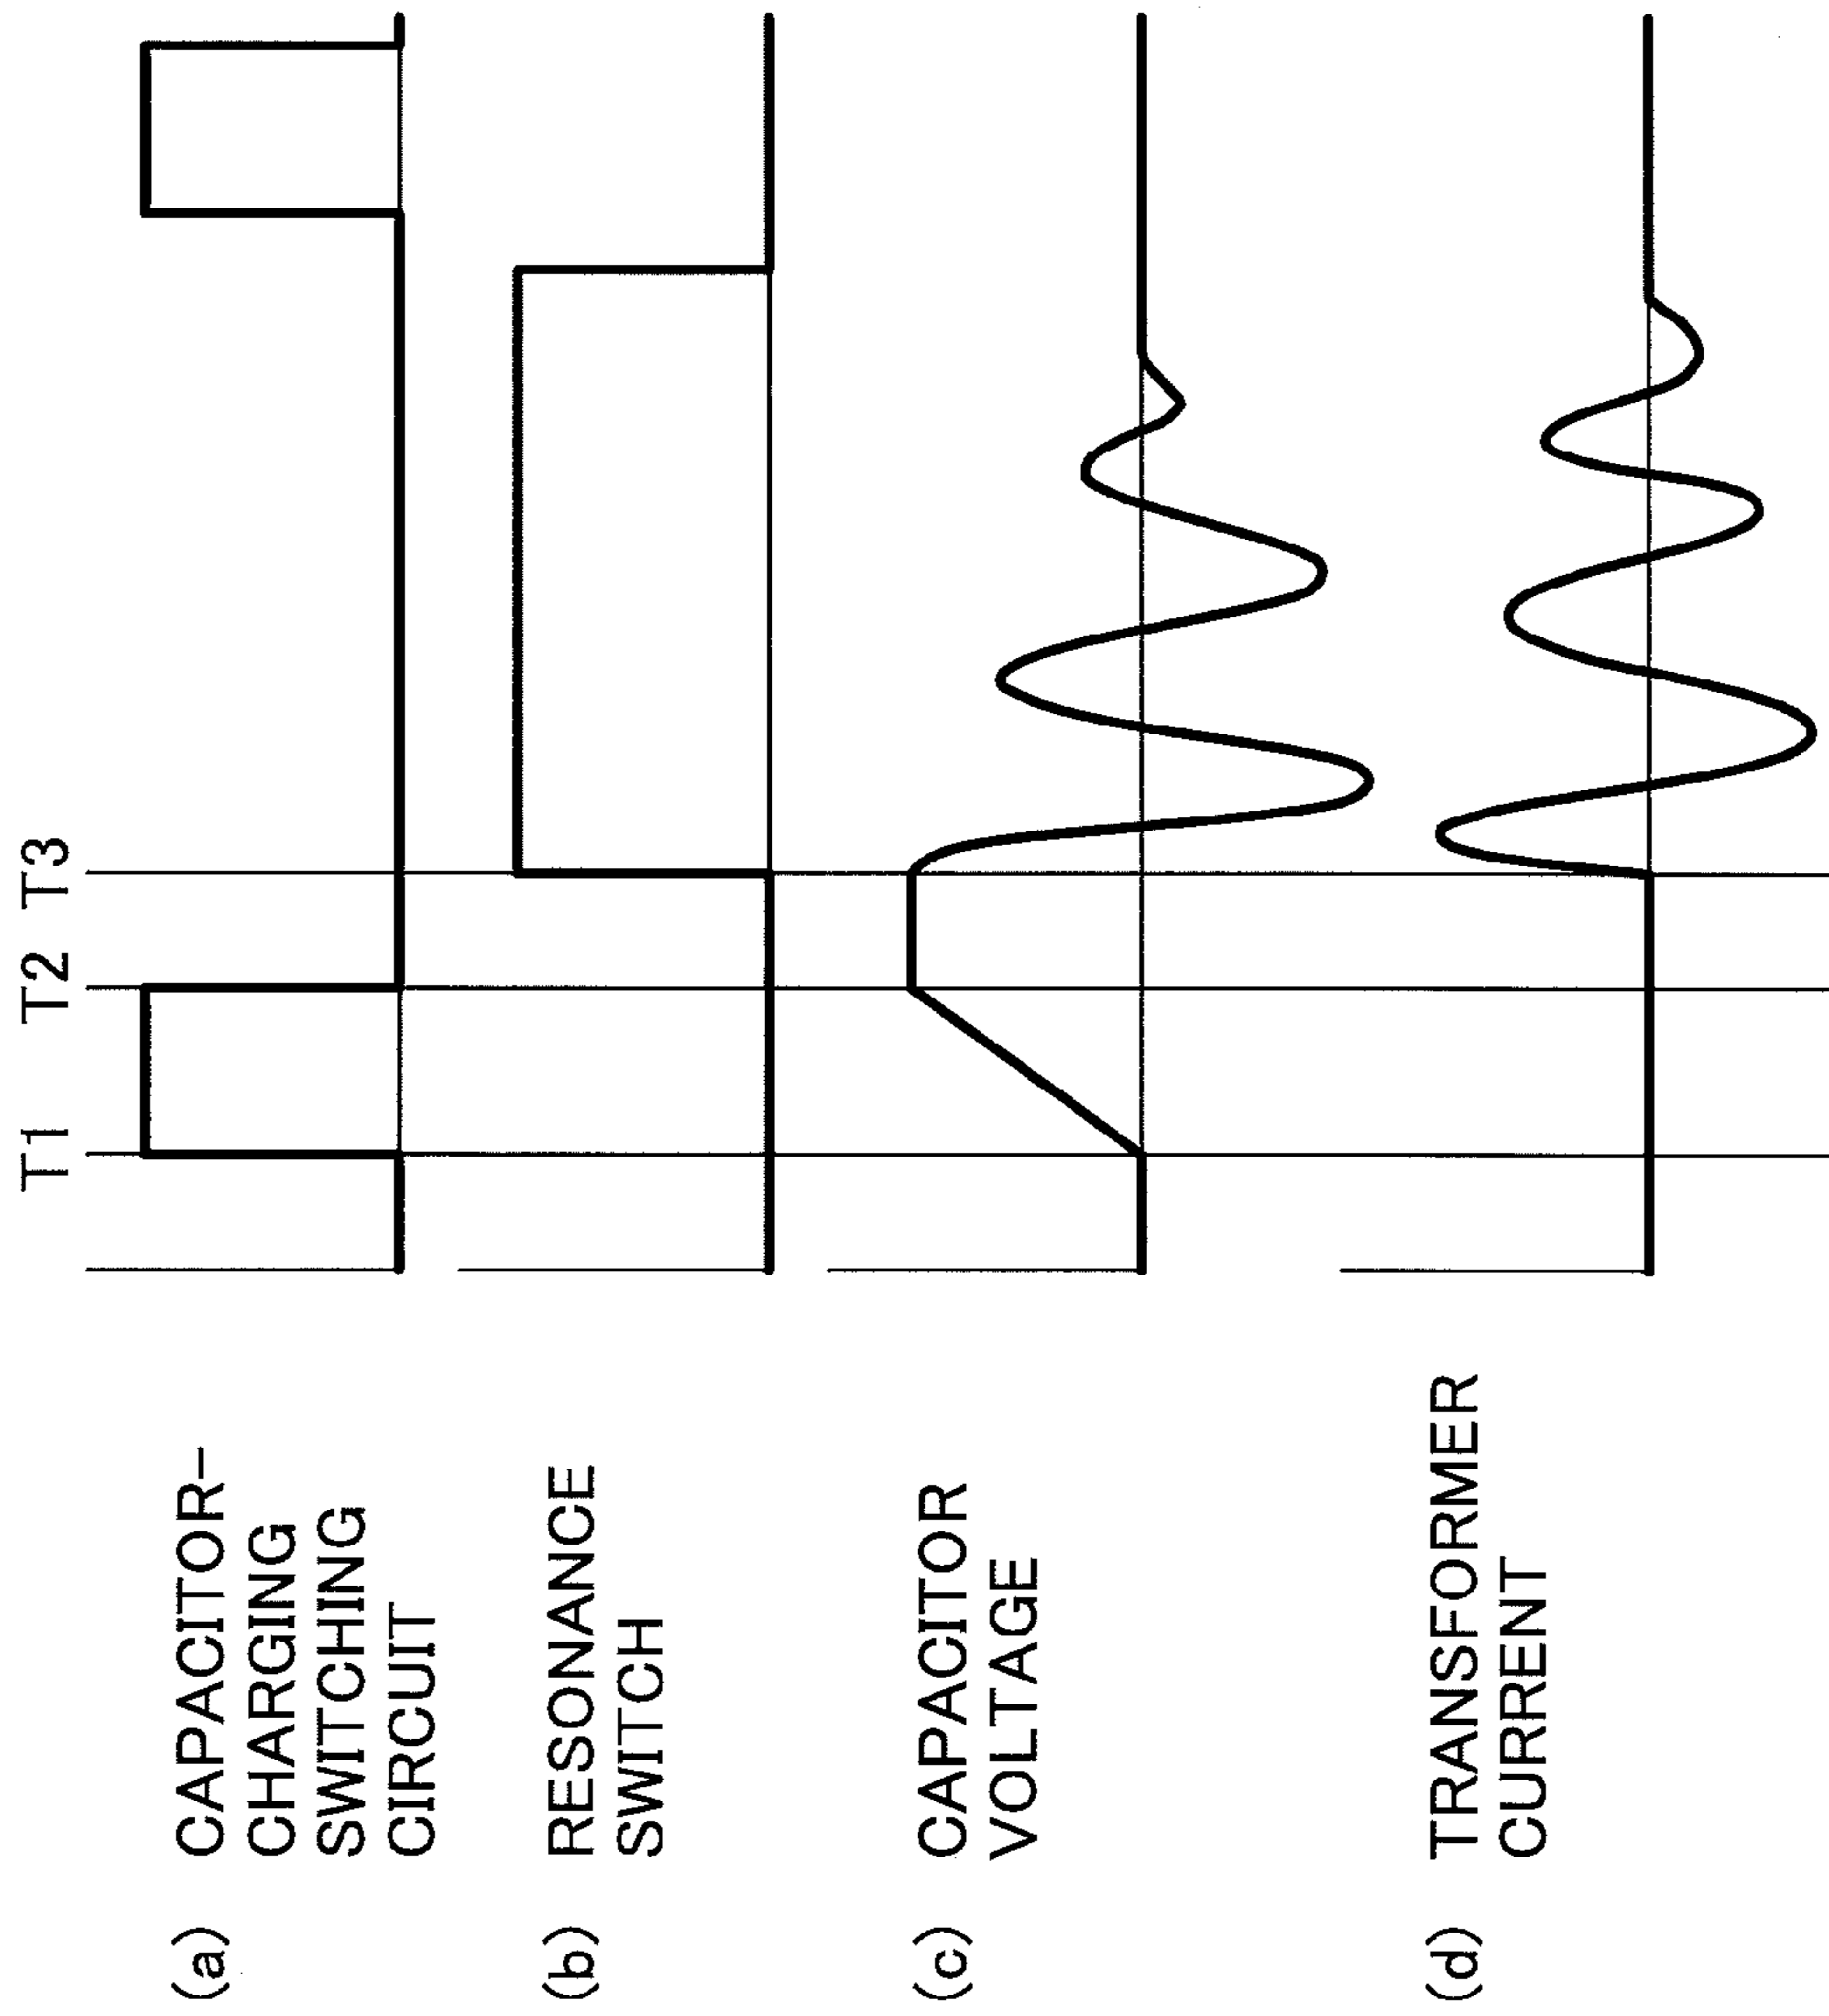 T1
T2
T3
(a) CAPACITOR-
CHARGING
SWITCHING
CIRCUIT
(b) RESONANCE
SWITCH
(c) CAPACITOR
VOLTAGE
(d) TRANSFORMER
CURRENT